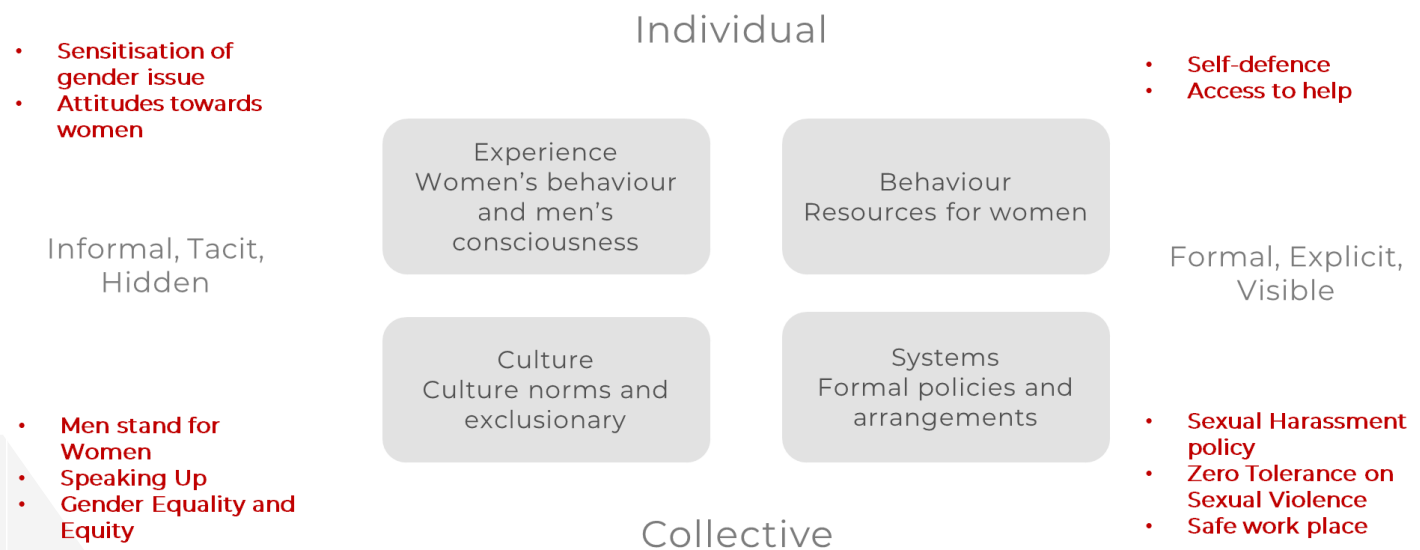 Individual
• Sensitisation of
gender issue
• Attitudes towards
women
• Self-defence
• Access to help
Experience
Women’s behaviour
and men’s
consciousness
Behaviour
Resources for women
Informal, Tacit,
Hidden
Formal, Explicit,
Visible
Culture
Culture norms and
exclusionary
Systems
Formal policies and
arrangements
• Men stand for
Women
• Speaking Up
• Gender Equality and
Equity
• Sexual Harassment
policy
• Zero Tolerance on
Sexual Violence
• Safe work place
Collective